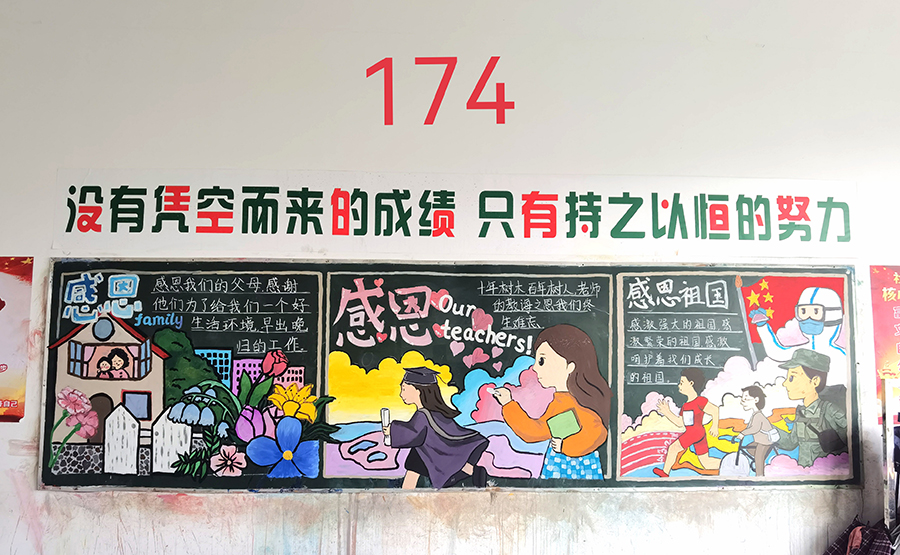 174
没有凭空而来的成绩 只有持之以恒的努力
感恩
family
感恩我们的父母感谢
他们为了给我们一个好
生活环境,早出晚
归的工作.
感恩
Our
teachers!
十年树木 百年树人,老师
的教诲之恩我们终
生难忘.
感恩祖国
感激强大的祖国感
激繁荣的祖国感激
呵护着我们成长
的祖国.
核心
自己